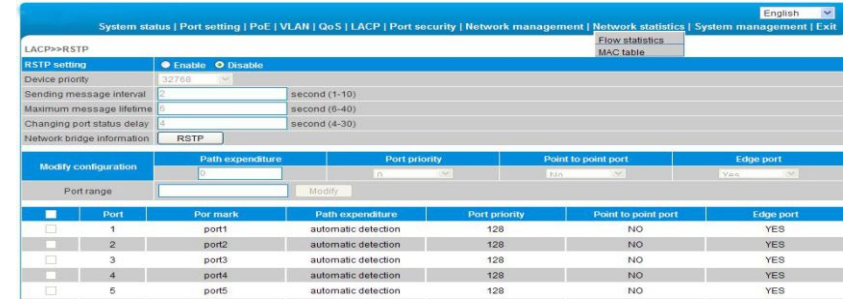 English
System status | Port setting | PoE | VLAN | QoS | LACP | Port security | Network management | Network statistics | System management | Exit
Flow statistics
MAC table
LACP>>RSTP
RSTP setting Enable Disable
Device priority 32768
Sending message interval 2 second (1-10)
Maximum message lifetime 6 second (6-40)
Changing port status delay 4 second (4-30)
Network bridge information RSTP
Modify configuration Path expenditure Port priority Point to point port Edge port
0 0 No Yes
Port range Modify
Port Por mark Path expenditure Port priority Point to point port Edge port
1 port1 automatic detection 128 NO YES
2 port2 automatic detection 128 NO YES
3 port3 automatic detection 128 NO YES
4 port4 automatic detection 128 NO YES
5 port5 automatic detection 128 NO YES